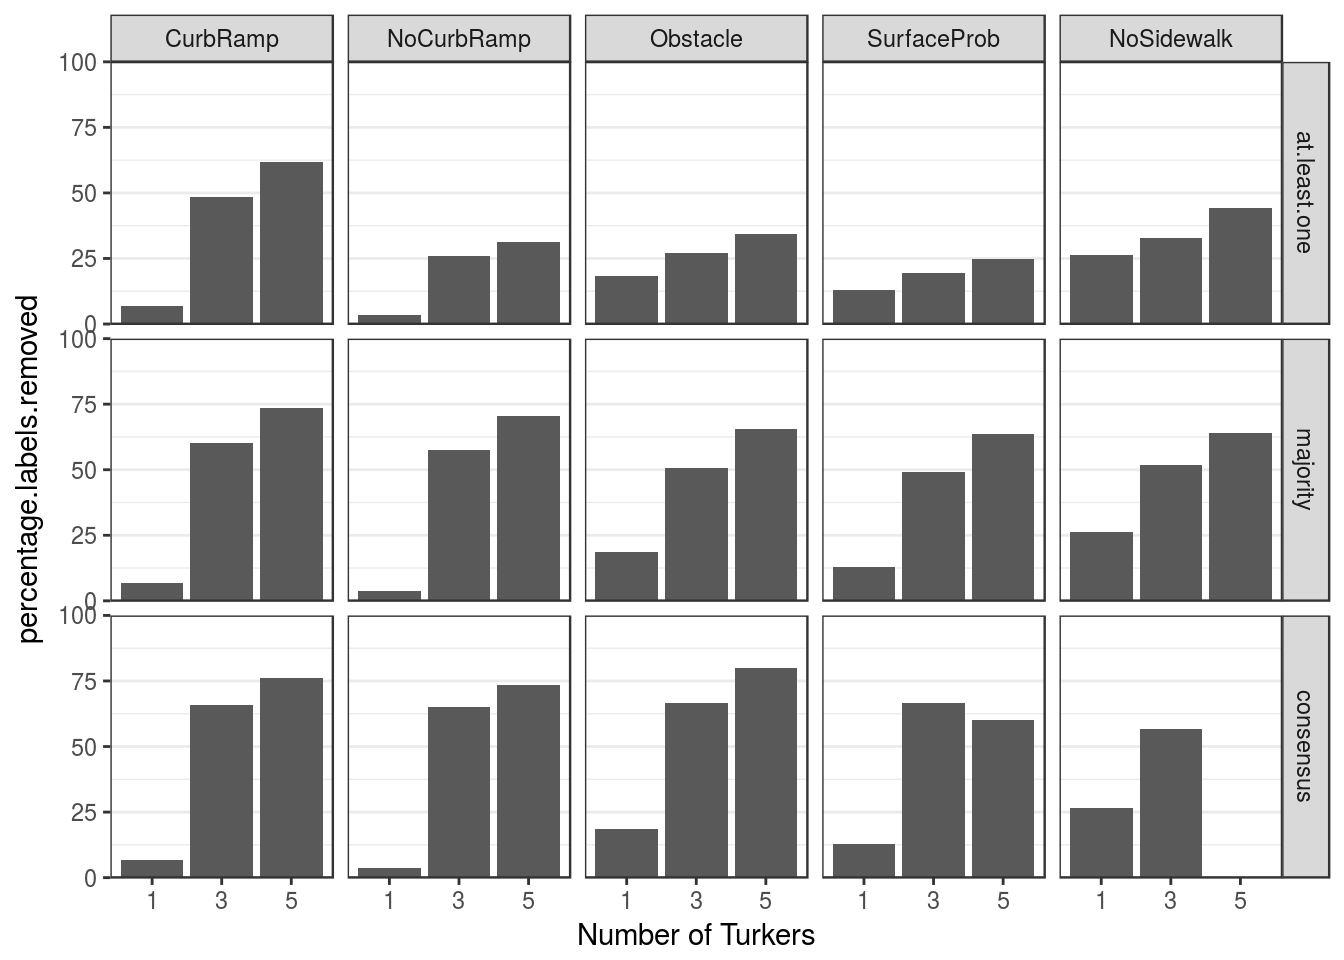 CurbRamp NoCurbRamp Obstacle SurfaceProb NoSidewalk
100
75
50
25
0
at.least.one
100
75
50
25
0
majority
100
75
50
25
0
consensus
percentage.labels.removed
1 3 5 1 3 5 1 3 5 1 3 5 1 3 5
Number of Turkers